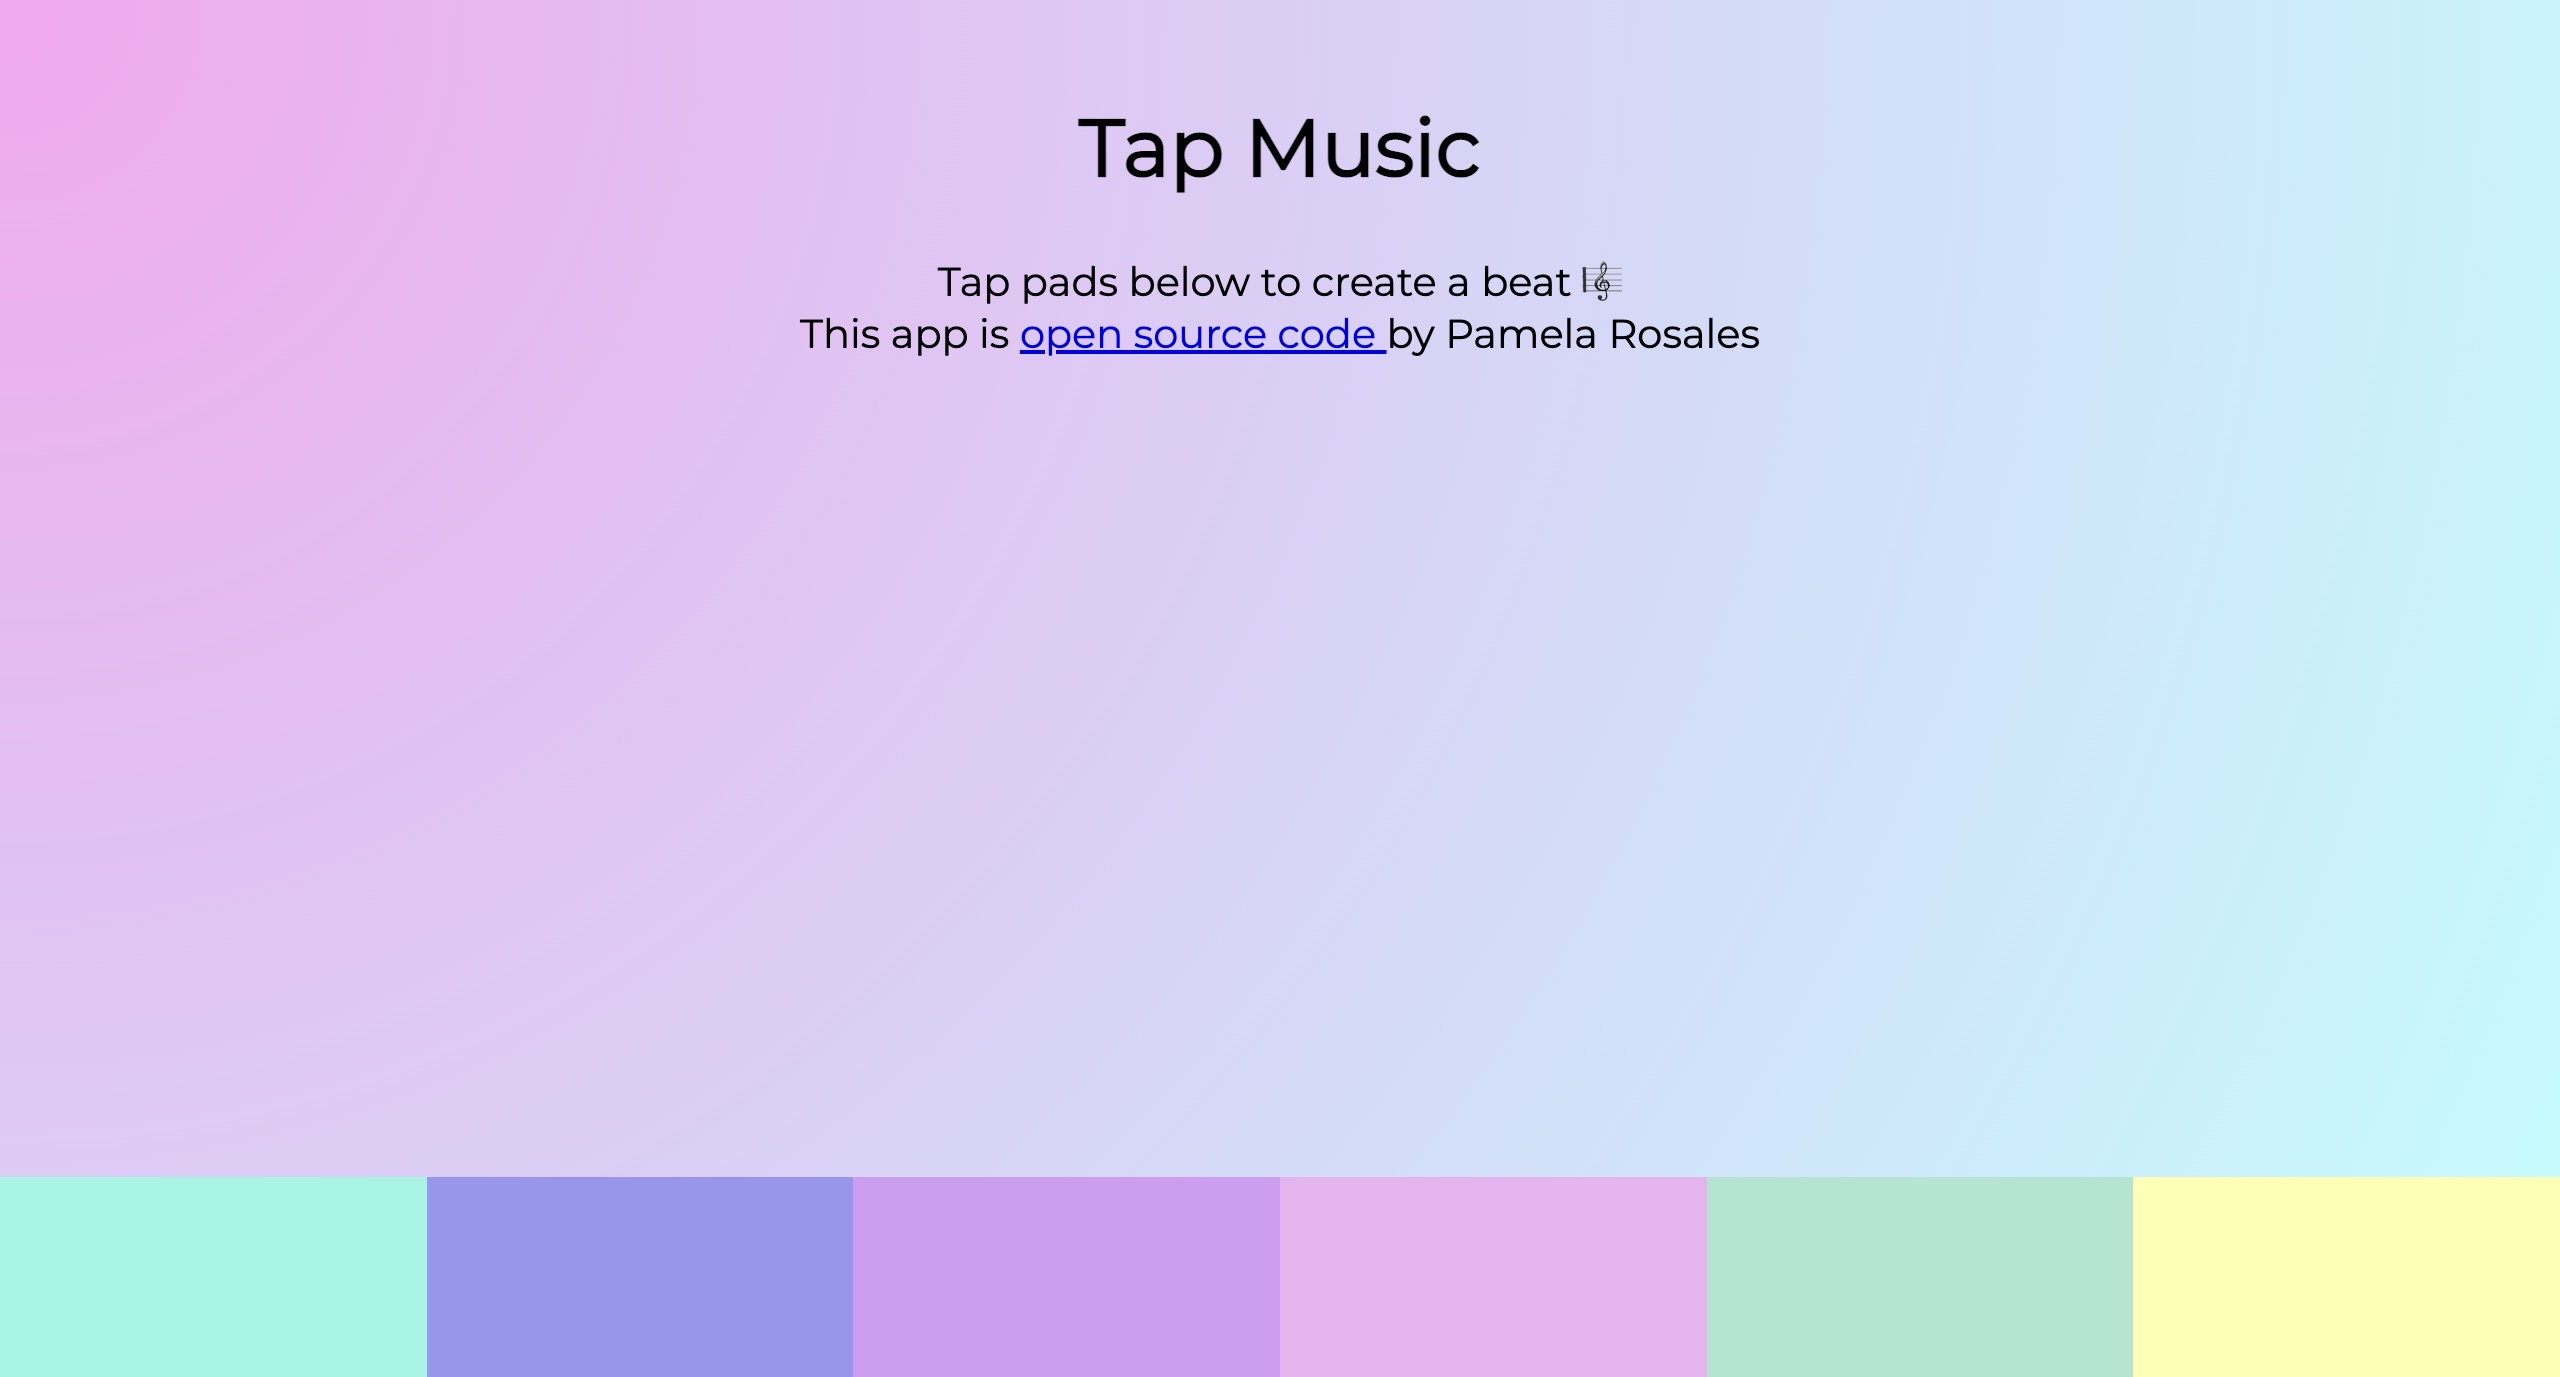 Tap Music
Tap pads below to create a beat 🎼
This app is open source code by Pamela Rosales